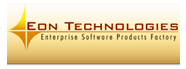 Eon Technologies
Enterprise Software Products Factory